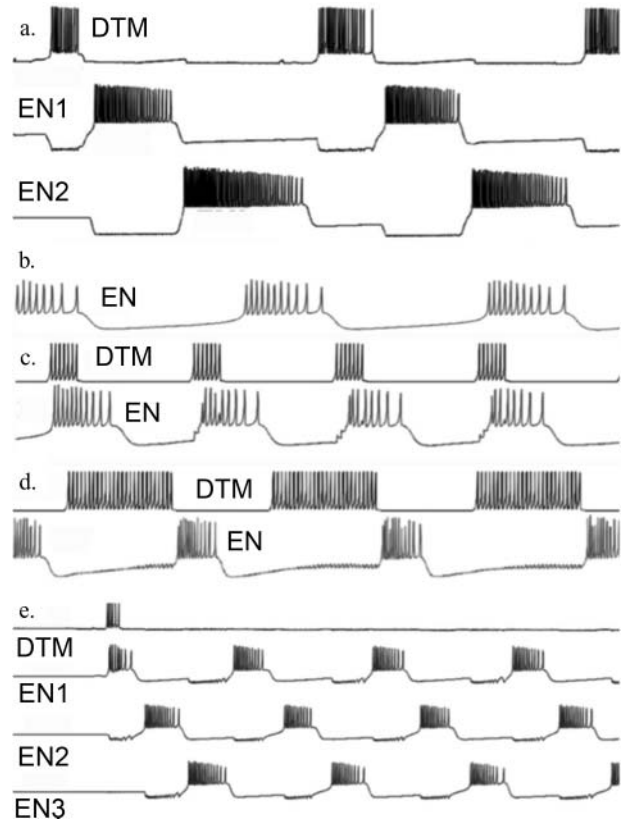 a. DTM
EN1
EN2
b.
EN
c. DTM
EN
d. DTM
EN
e.
DTM
EN1
EN2
EN3